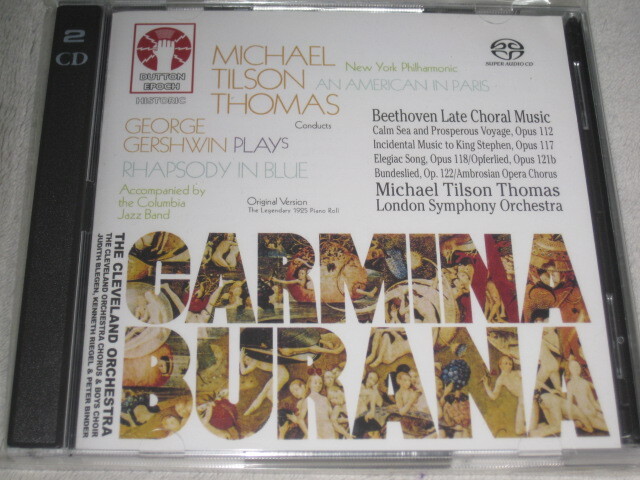 2
CD
DUTTON
EPOCH
HISTORIC
MICHAEL
TILSON
THOMAS
New York Philharmonic
AN AMERICAN IN PARIS
Conducts
SUPER AUDIO CD
GEORGE
GERSHWIN PLAYS
RHAPSODY IN BLUE
Accompanied by
the Columbia
Jazz Band
Original Version
The Legendary 1925 Piano Roll
Beethoven Late Choral Music
Calm Sea and Prosperous Voyage, Opus 112
Incidental Music to King Stephen, Opus 117
Elegiac Song, Opus 118/Opferlied, Opus 121b
Bundeslied, Op. 122/Ambrosian Opera Chorus
Michael Tilson Thomas
London Symphony Orchestra
THE CLEVELAND ORCHESTRA
THE CLEVELAND ORCHESTRA CHORUS & BOYS CHOIR
JUDITH BLEGEN, KENNETH RIEGEL & PETER BINDER
CARMINA
BURANA